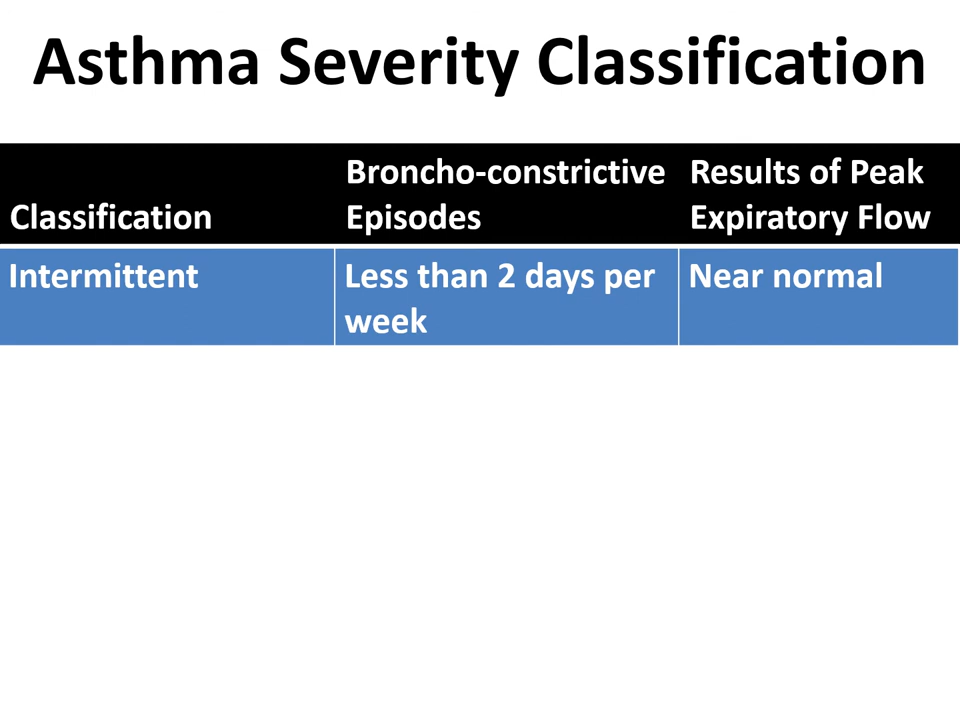 Asthma Severity Classification
Classification
Broncho-constrictive
Episodes
Results of Peak
Expiratory Flow
Intermittent
Less than 2 days per
week
Near normal